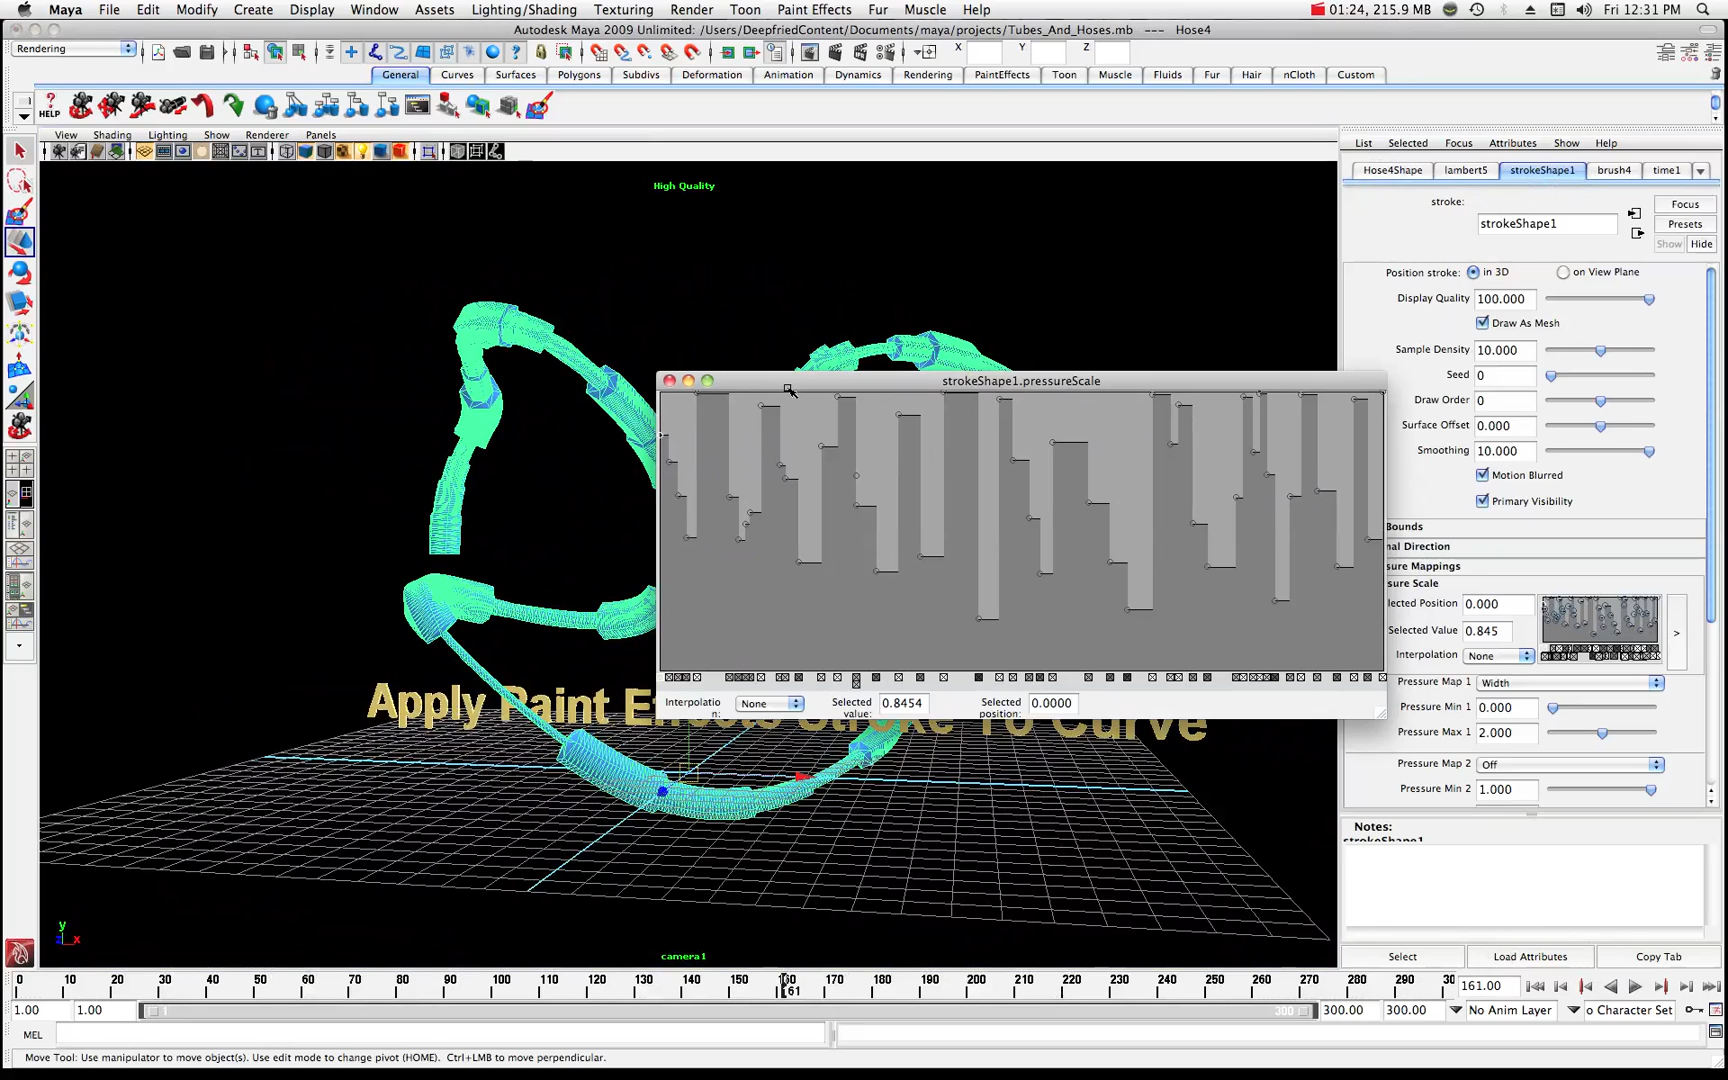 Maya File Edit Modify Create Display Window Assets Lighting/Shading Texturing Render Toon Paint Effects Fur Muscle Help 01:24, 215.9 MB Fri 12:31 PM
Autodesk Maya 2009 Unlimited: /Users/DeepfriedContent/Documents/maya/projects/Tubes_And_Hoses.mb --- Hose4
Rendering X Y Z
General Curves Surfaces Polygons Subdivs Deformation Animation Dynamics Rendering PaintEffects Toon Muscle Fluids Fur Hair nCloth Custom
HELP
View Shading Lighting Show Renderer Panels
List Selected Focus Attributes Show Help
Hose4Shape lambert5 strokeShape1 brush4 time1
High Quality
stroke: strokeShape1
Focus
Presets
Show Hide
Position stroke: in 3D on View Plane
Display Quality 100.000
Draw As Mesh
Sample Density 10.000
Seed 0
Draw Order 0
Surface Offset 0.000
Smoothing 10.000
Motion Blurred
Primary Visibility
Bounds
nal Direction
sure Mappings
sure Scale
elected Position 0.000
elected Value 0.845
Interpolation None
>
Pressure Map 1 Width
Pressure Min 1 0.000
Pressure Max 1 2.000
Pressure Map 2 Off
Pressure Min 2 1.000
strokeShape1.pressureScale
Interpolatio
n: None Selected
value: 0.8454 Selected
position: 0.0000
Apply Paint Effects Stroke To Curve
Notes:
strokeShape1
Select Load Attributes Copy Tab
y
z x
camera1
0 10 20 30 40 50 60 70 80 90 100 110 120 130 140 150 160 170 180 190 200 210 220 230 240 250 260 270 280 290 30
161 161.00
1.00 1.00 1 300 300.00 300.00 No Anim Layer o Character Set
MEL
Move Tool: Use manipulator to move object(s). Use edit mode to change pivot (HOME). Ctrl+LMB to move perpendicular.